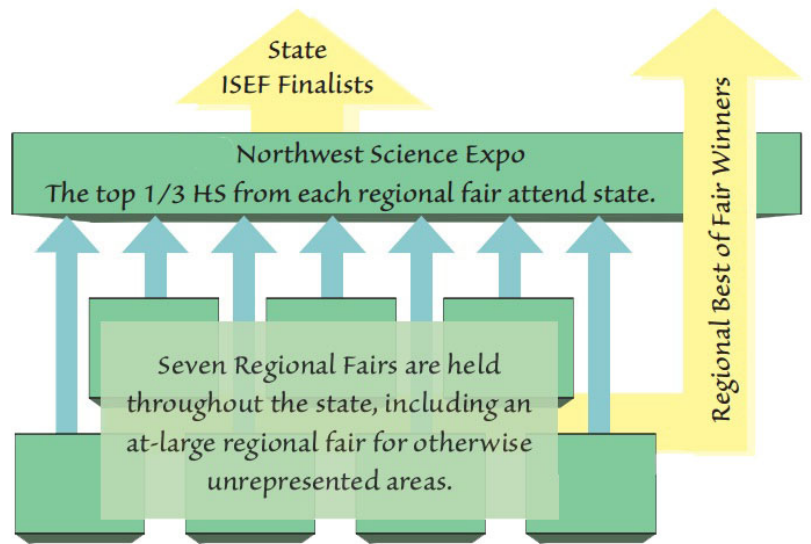 State
ISEF Finalists
Northwest Science Expo
The top 1/3 HS from each regional fair attend state.
Regional Best of Fair Winners
Seven Regional Fairs are held
throughout the state, including an
at-large regional fair for otherwise
unrepresented areas.